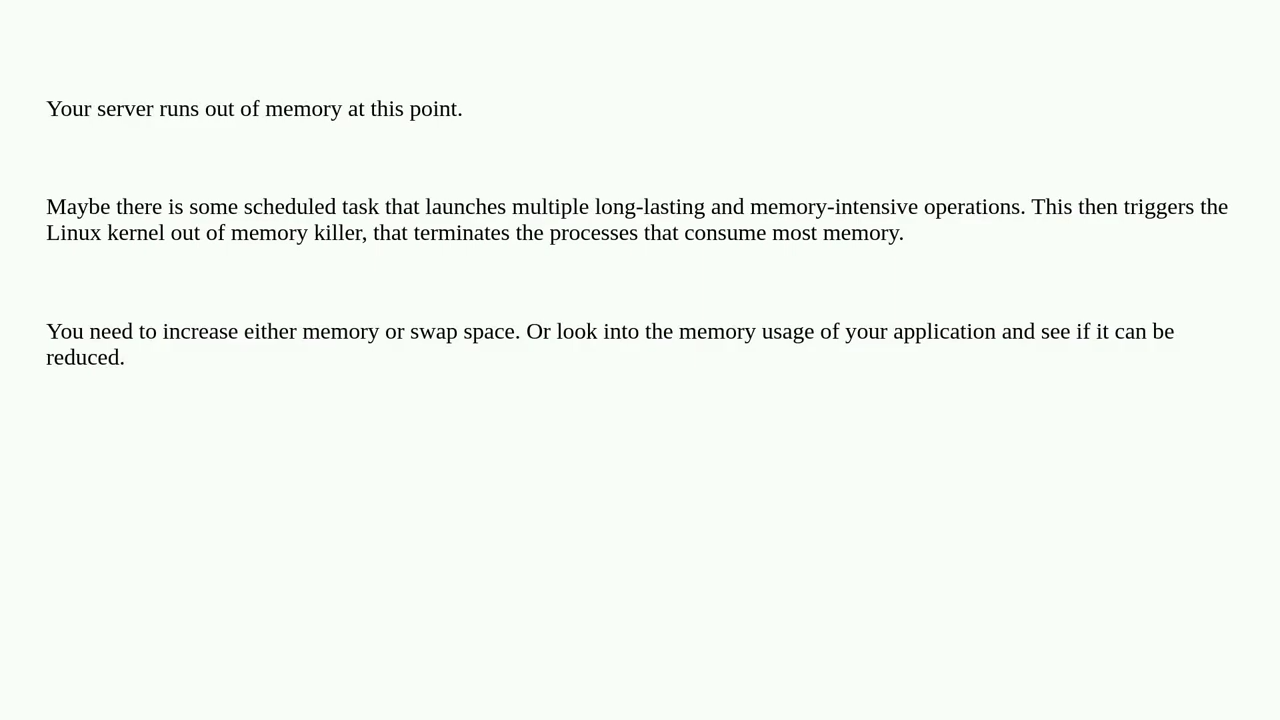 Your server runs out of memory at this point.
Maybe there is some scheduled task that launches multiple long-lasting and memory-intensive operations. This then triggers the
Linux kernel out of memory killer, that terminates the processes that consume most memory.
You need to increase either memory or swap space. Or look into the memory usage of your application and see if it can be
reduced.